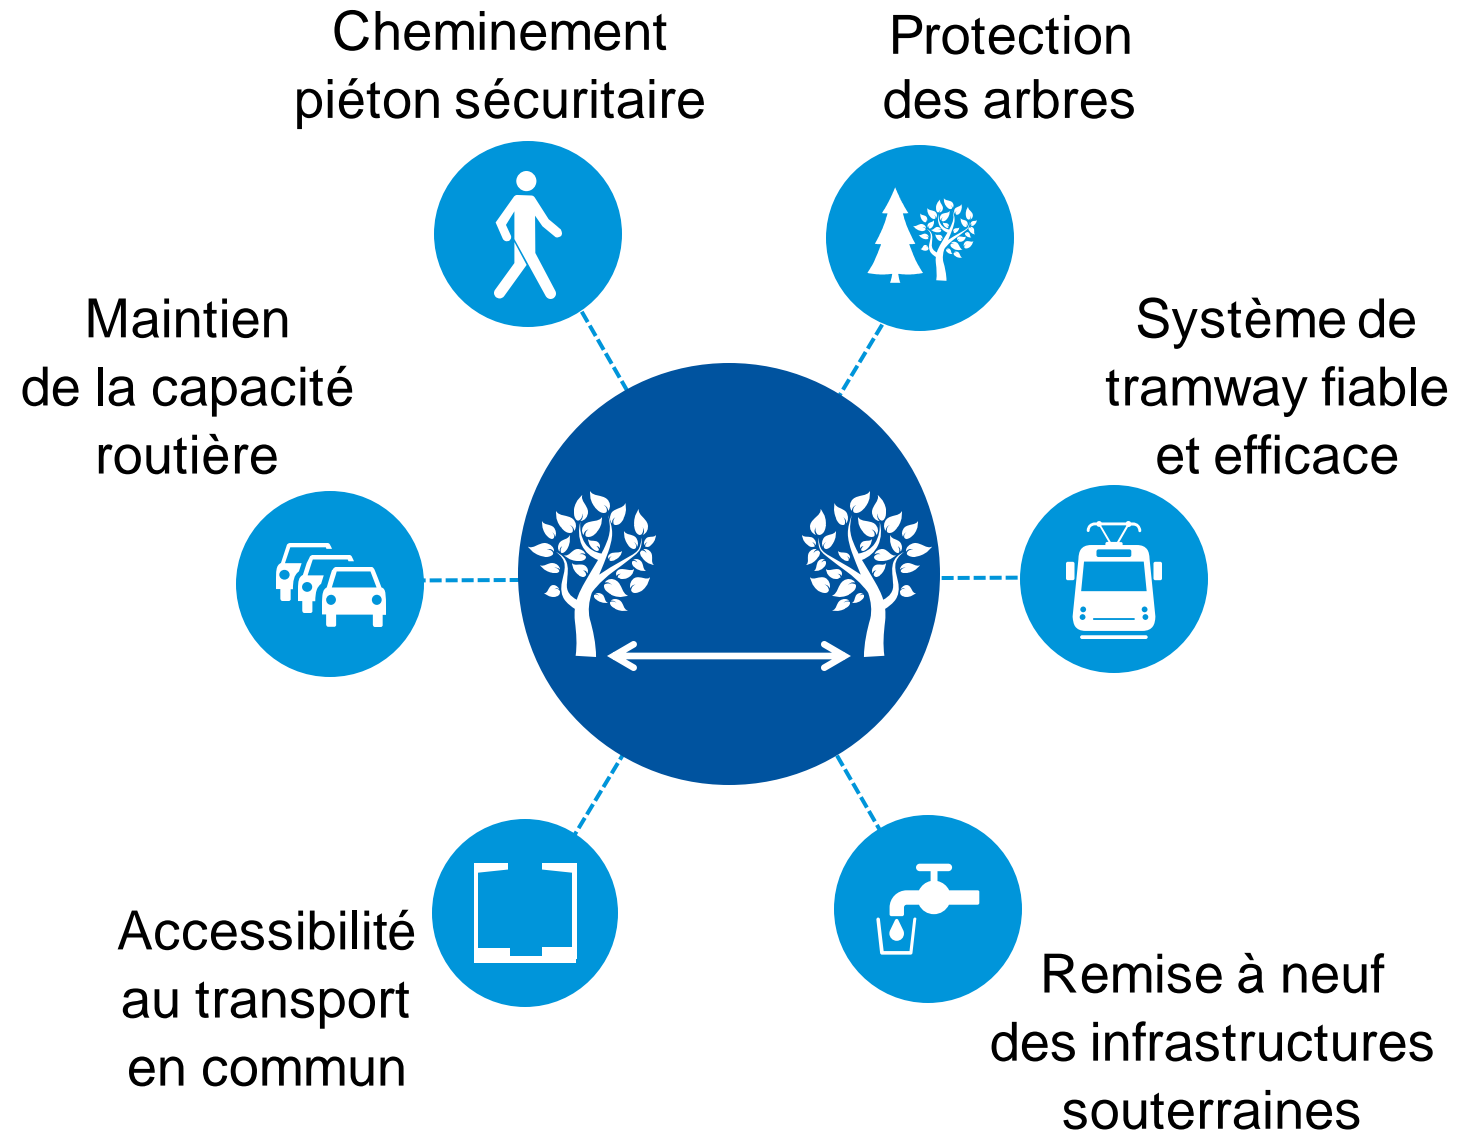 Cheminement
piéton sécuritaire
Protection
des arbres
Maintien
de la capacité
routière
Système de
tramway fiable
et efficace
Accessibilité
au transport
en commun
Remise à neuf
des infrastructures
souterraines